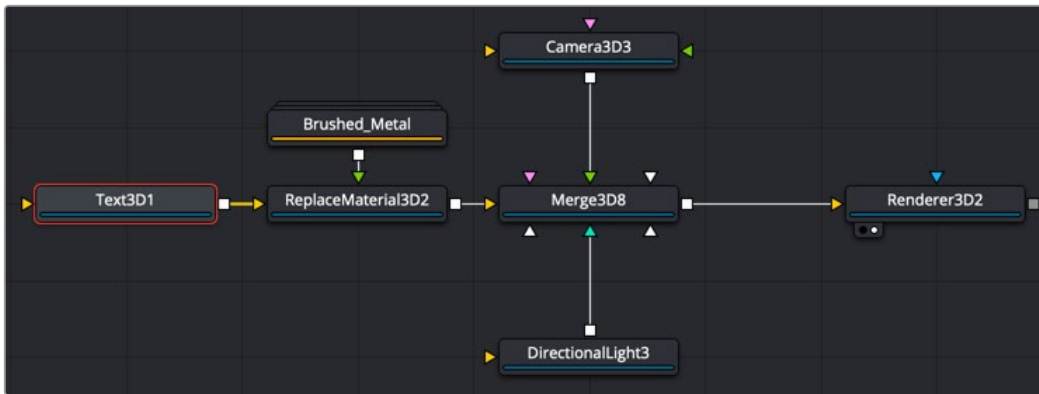 Camera3D3
Brushed_Metal
Text3D1
ReplaceMaterial3D2
Merge3D8
Renderer3D2
DirectionalLight3